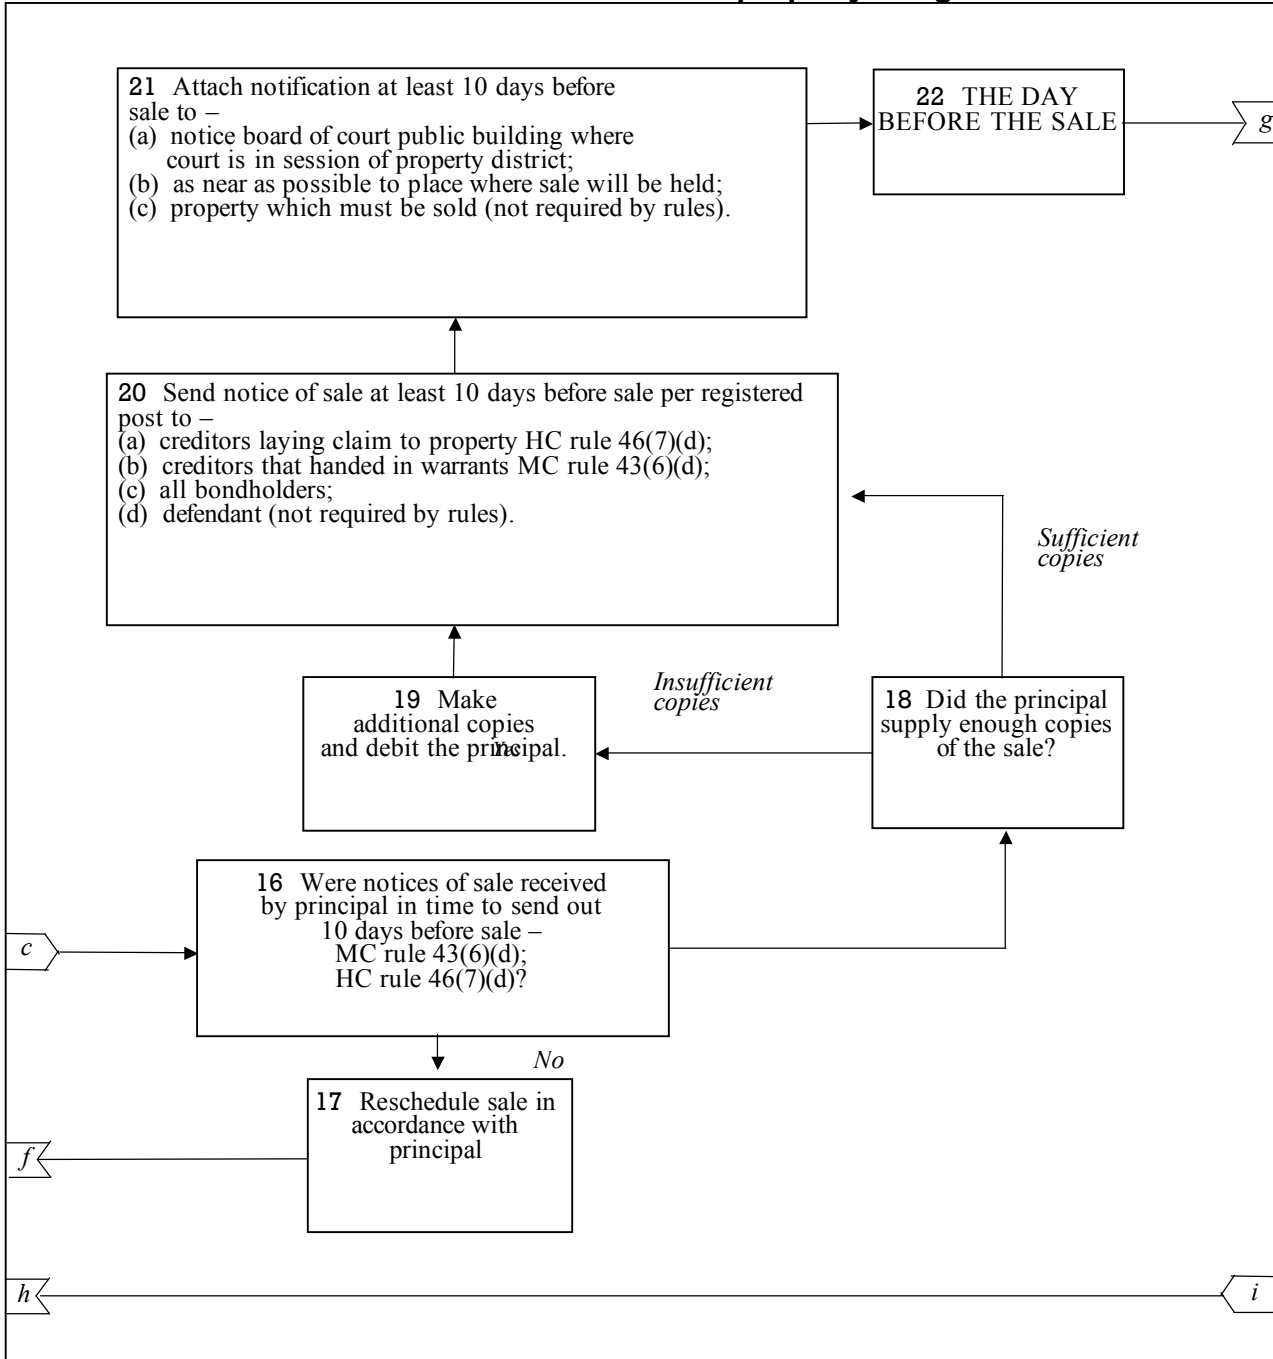 21 Attach notification at least 10 days before
sale to –
(a) notice board of court public building where
court is in session of property district;
(b) as near as possible to place where sale will be held;
(c) property which must be sold (not required by rules).
22 THE DAY
BEFORE THE SALE
g
20 Send notice of sale at least 10 days before sale per registered
post to –
(a) creditors laying claim to property HC rule 46(7)(d);
(b) creditors that handed in warrants MC rule 43(6)(d);
(c) all bondholders;
(d) defendant (not required by rules).
Sufficient
copies
19 Make
additional copies
and debit the principal.
Yes
Insufficient
copies
18 Did the principal
supply enough copies
of the sale?
16 Were notices of sale received
by principal in time to send out
10 days before sale –
MC rule 43(6)(d);
HC rule 46(7)(d)?
c
No
17 Reschedule sale in
accordance with
principal
f
h
i